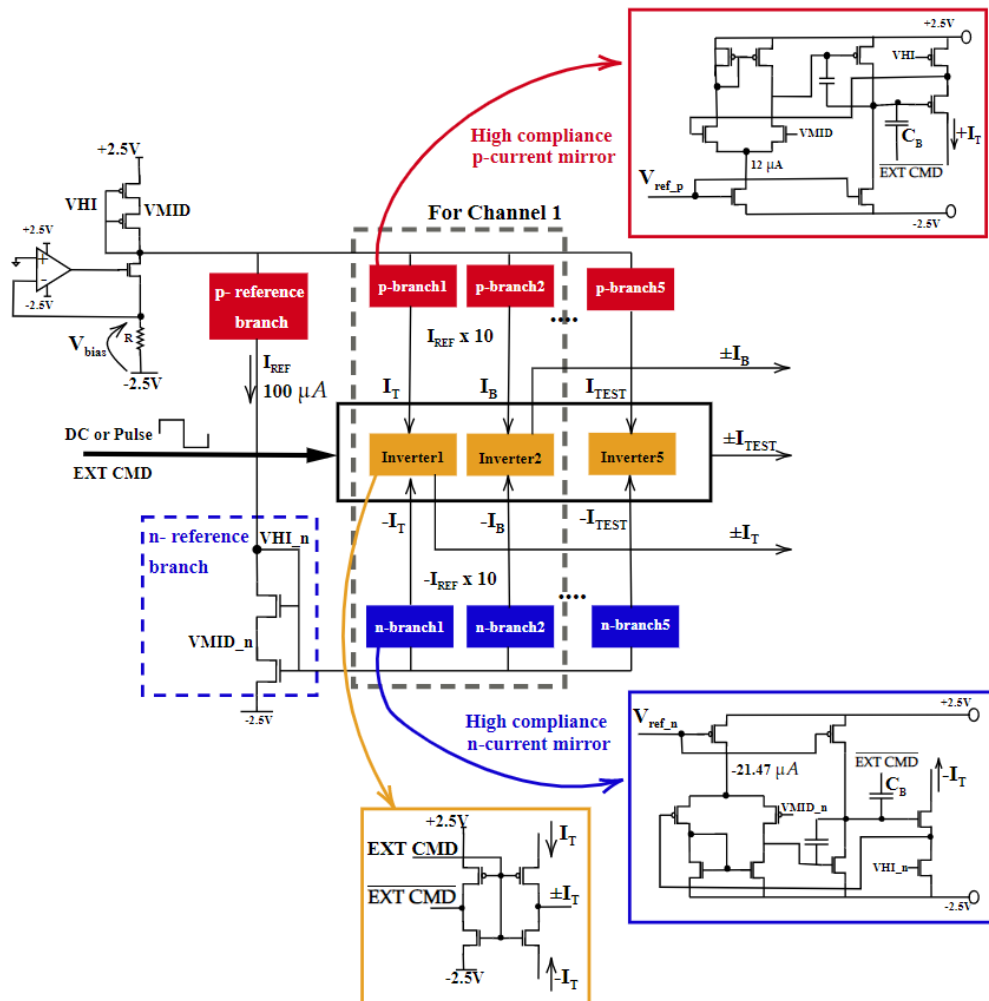 +2.5V
VHI
VMID
+2.5V
+
-
-2.5V
V_bias
R
-2.5V
For Channel 1
p- reference
branch
p-branch1
p-branch2
p-branch5
....
I_REF
100 μA
I_REF x 10
I_T
I_B
I_TEST
±I_B
DC or Pulse
EXT CMD
Inverter1
Inverter2
Inverter5
±I_TEST
-I_T
-I_B
-I_TEST
±I_T
-I_REF x 10
n- reference
branch
VHI_n
VMID_n
-2.5V
....
n-branch1
n-branch2
n-branch5
High compliance
p-current mirror
+2.5V
VHI
VMID
C_B
+I_T
12 μA
EXT CMD
V_ref_p
-2.5V
High compliance
n-current mirror
+2.5V
V_ref_n
-21.47 μA
EXT CMD
C_B
-I_T
VMID_n
VHI_n
-2.5V
+2.5V
I_T
EXT CMD
EXT CMD
±I_T
-2.5V
-I_T